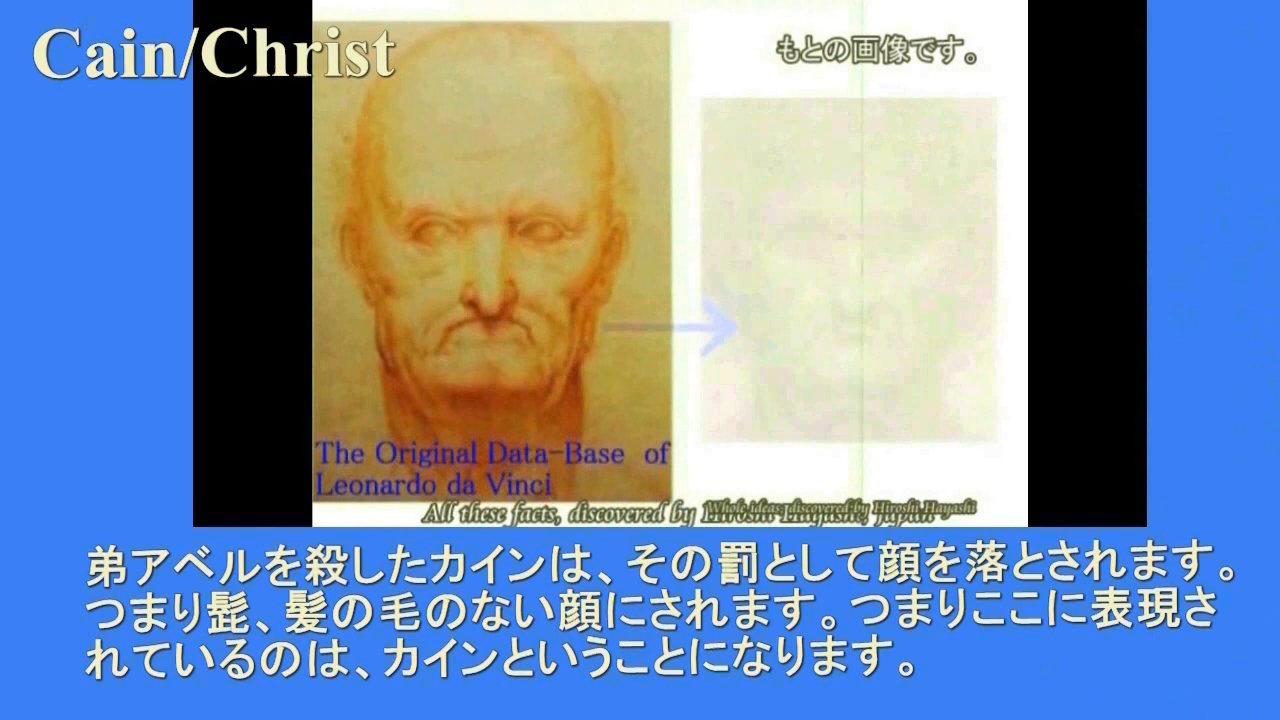 Cain/Christ
もとの画像です。
The Original Data-Base of
Leonardo da Vinci
All these facts, discovered by Hiroshi Hayashi, Japan
Whole ideas, discovered by Hiroshi Hayashi
弟アベルを殺したカインは、その罰として顔を落とされます。
つまり髭、髪の毛のない顔にされます。つまりここに表現さ
れているのは、カインということになります。